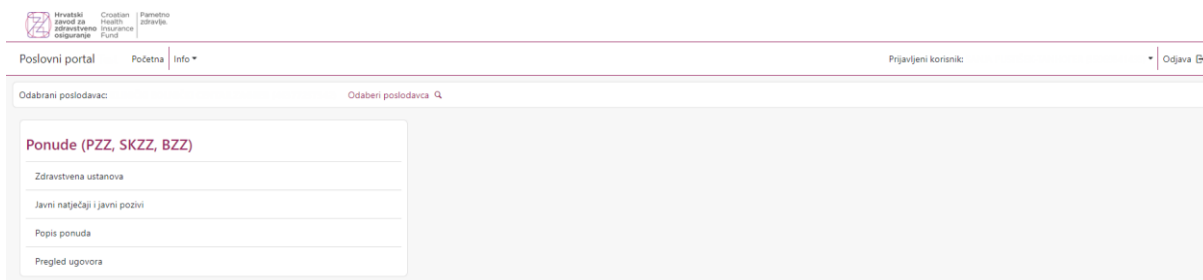 Hrvatski zavod za zdravstveno osiguranje
Croatian Health Insurance Fund
Pametno zdravlje.
Poslovni portal Početna Info Prijavljeni korisnik: Odjava
Odabrani poslodavac: Odaberi poslodavca
Ponude (PZZ, SKZZ, BZZ)
Zdravstvena ustanova
Javni natječaji i javni pozivi
Popis ponuda
Pregled ugovora